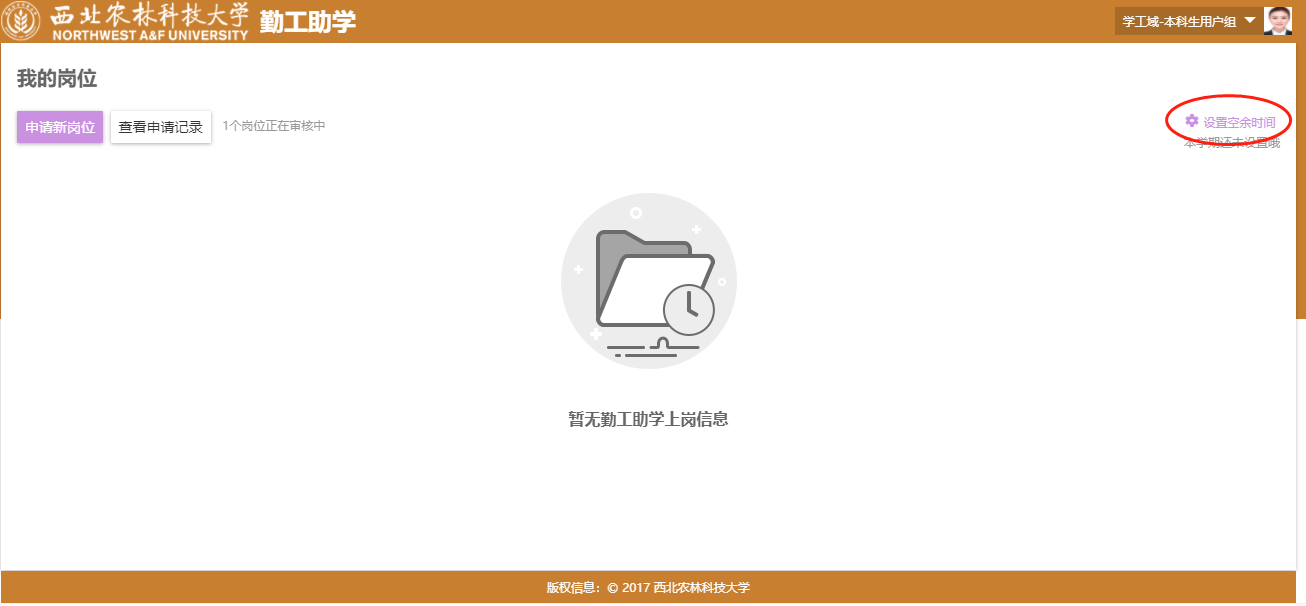 西北农林科技大学
NORTHWEST A&F UNIVERSITY
勤工助学
学工域-本科生用户组
我的岗位
申请新岗位
查看申请记录
1个岗位正在审核中
设置空余时间
本学期还未设置哦
暂无勤工助学上岗信息
版权信息：© 2017 西北农林科技大学